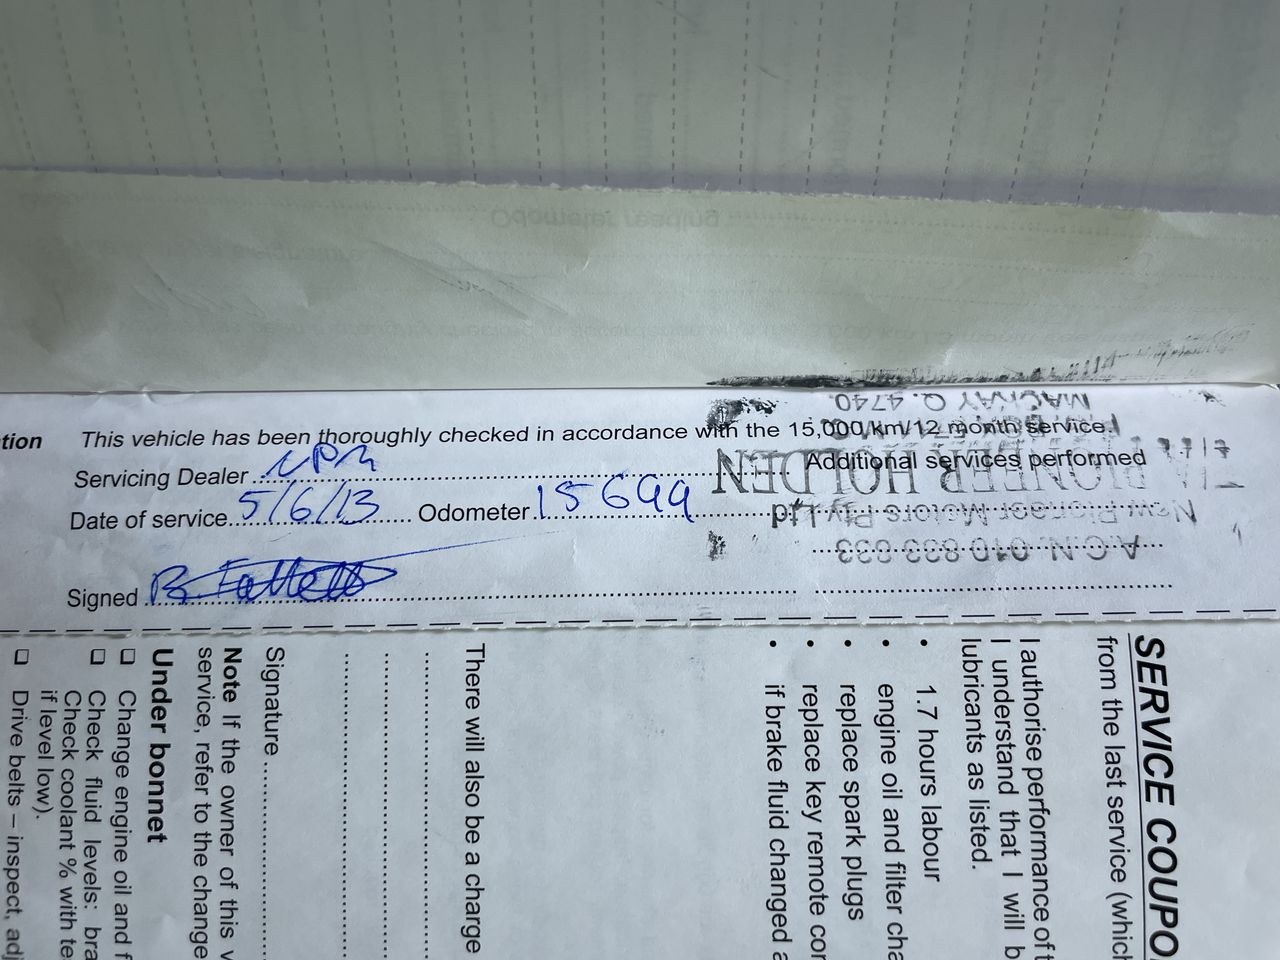 tion This vehicle has been thoroughly checked in accordance with the 15,000 km/12 month service.
Servicing Dealer NPM Additional services performed
Date of service 5/6/13 Odometer 15699
Signed
MACKAY Q. 4740.
PIONEER HOLDEN
New Pioneer Motors Pty Ltd
A.C.N. 010 833 633
SERVICE COUPO
from the last service (which
I authorise performance of t
I understand that I will b
lubricants as listed.
• 1.7 hours labour
• engine oil and filter cha
• replace spark plugs
• replace key remote cor
• if brake fluid changed a
There will also be a charge
Signature
Note If the owner of this v
service, refer to the change
Under bonnet
❑ Change engine oil and f
❑ Check fluid levels: bra
Check coolant % with te
if level low).
❑ Drive belts – inspect, adj